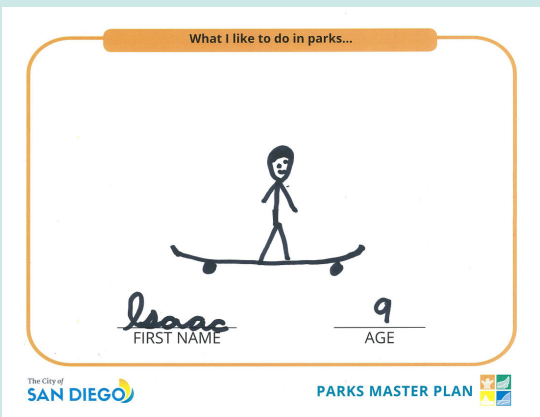 What I like to do in parks...
Isaac 9
FIRST NAME AGE
The City of
SAN DIEGO PARKS MASTER PLAN